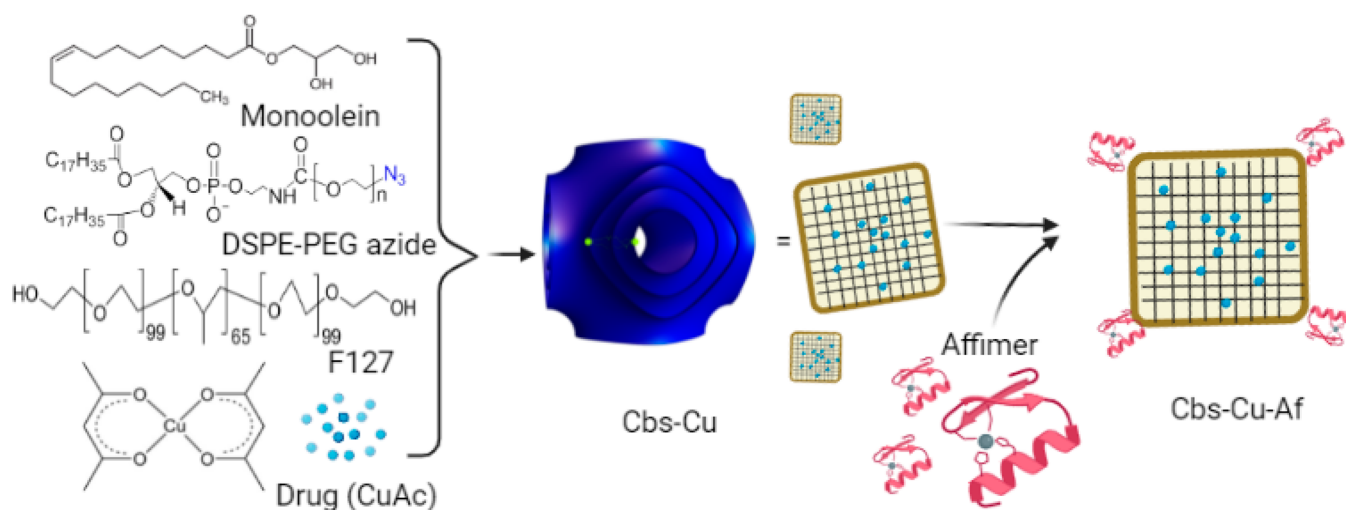 O
O
OH
OH
CH3
Monoolein
O
C17H35
O
O
O
O
P
O
O-
NH
O
C
O
N3
n
H
C17H35
O
O
DSPE-PEG azide
HO
O
O
99
O
65
O
O
99
O
OH
F127
O
O
Cu
O
O
Drug (CuAc)
Cbs-Cu
=
Affimer
Cbs-Cu-Af